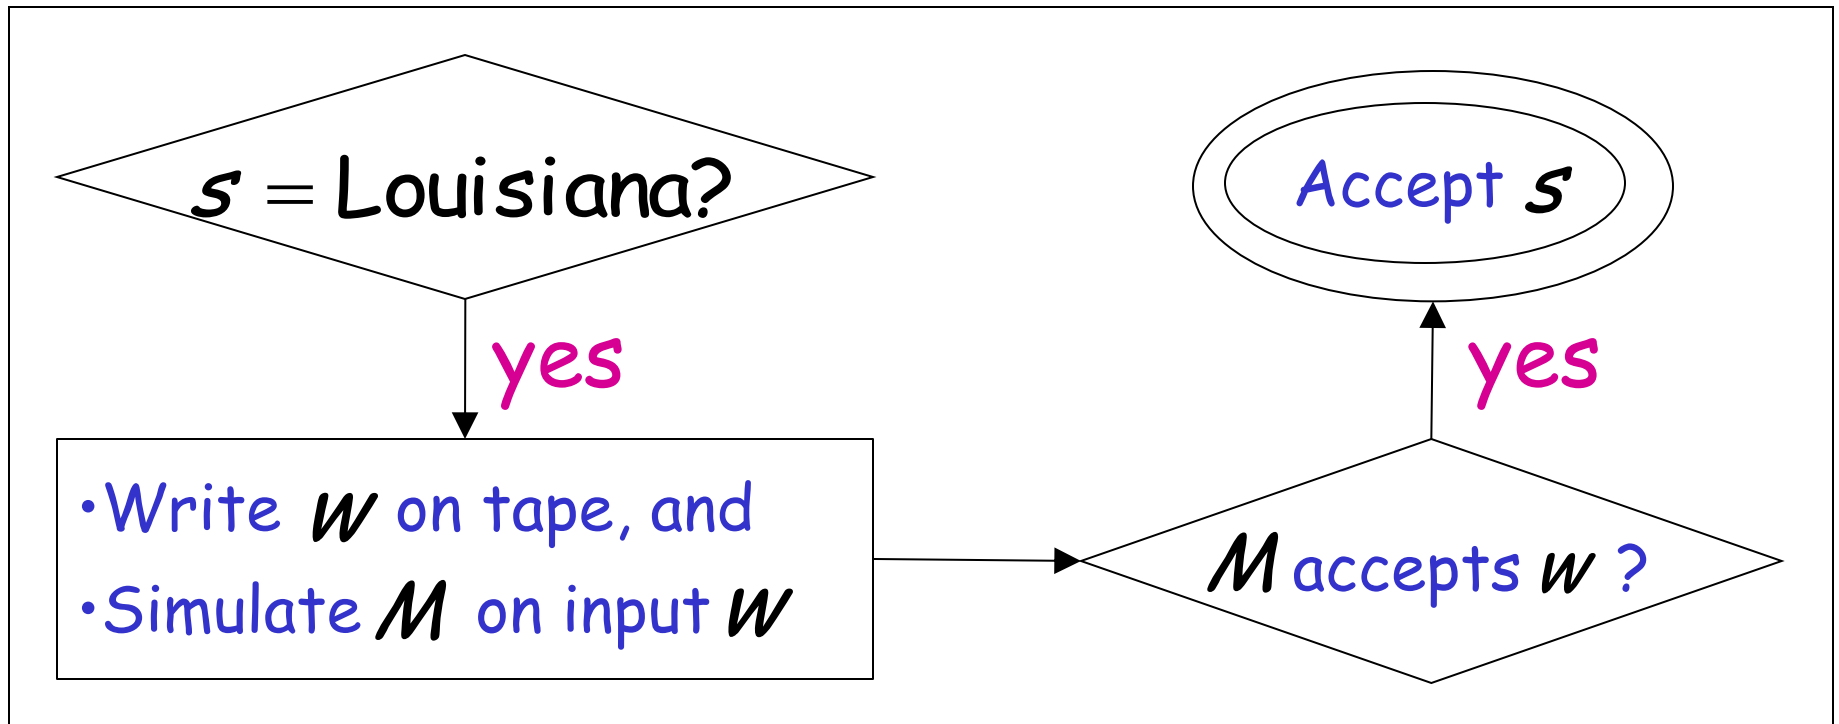 s = Louisiana?
yes
•Write w on tape, and
•Simulate M on input w
M accepts w ?
yes
Accept s